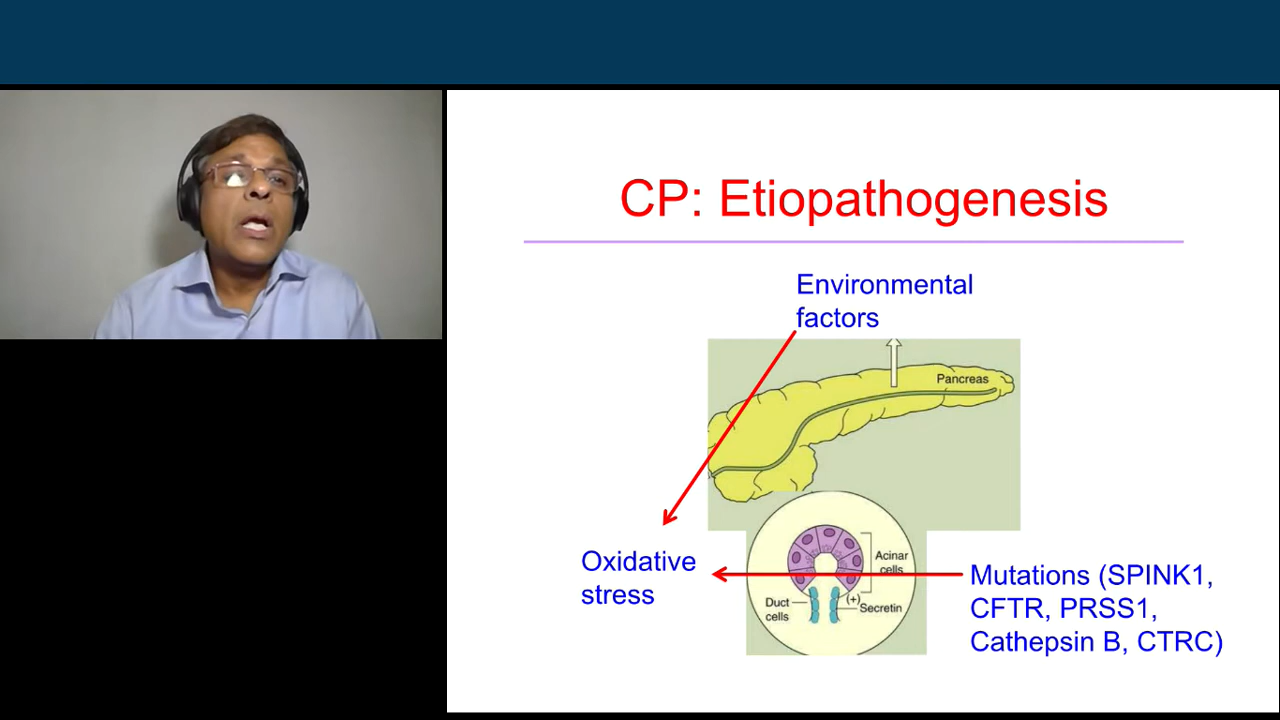 CP: Etiopathogenesis
Environmental
factors
Pancreas
Oxidative
stress
Acinar
cells
Duct
cells
(+)
Secretin
Mutations (SPINK1,
CFTR, PRSS1,
Cathepsin B, CTRC)